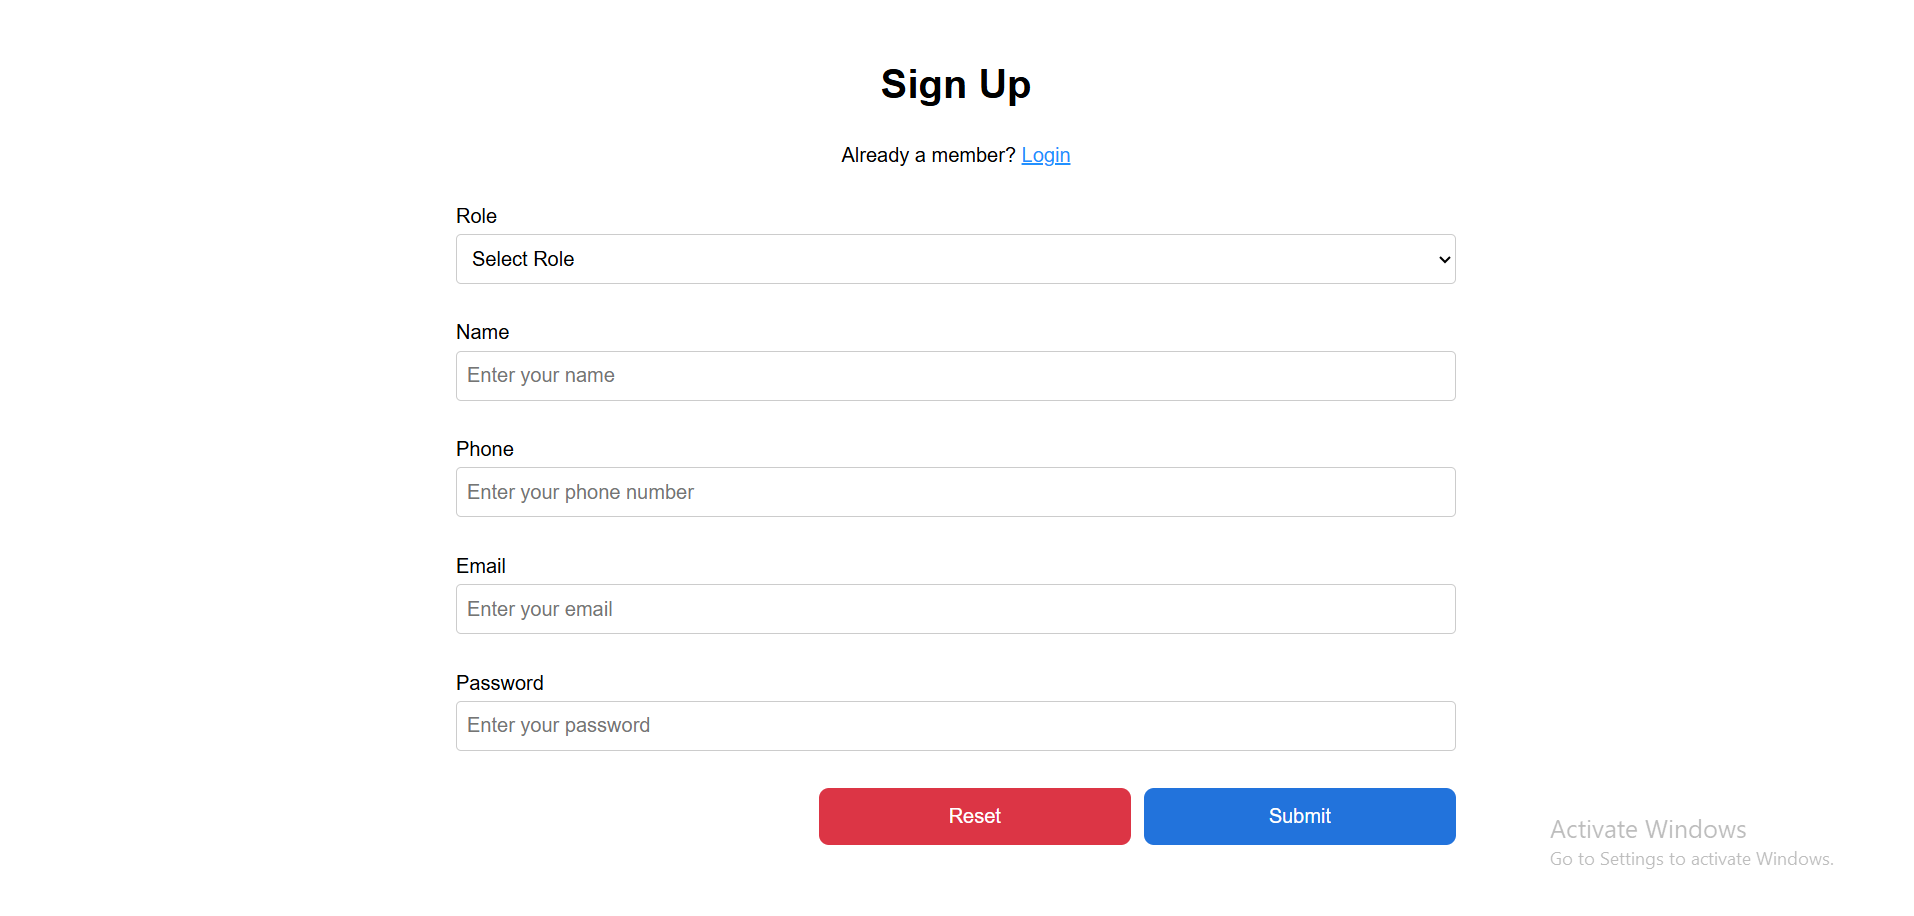 Sign Up
Already a member? Login
Role
Select Role
Name
Enter your name
Phone
Enter your phone number
Email
Enter your email
Password
Enter your password
Reset Submit
Activate Windows
Go to Settings to activate Windows.